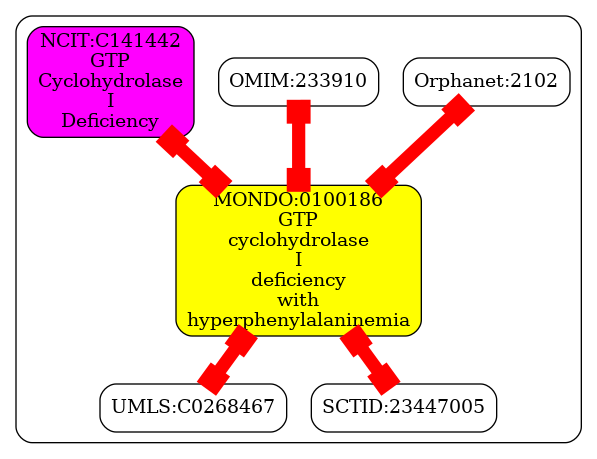 NCIT:C141442
GTP
Cyclohydrolase
I
Deficiency
OMIM:233910
Orphanet:2102
MONDO:0100186
GTP
cyclohydrolase
I
deficiency
with
hyperphenylalaninemia
UMLS:C0268467
SCTID:23447005